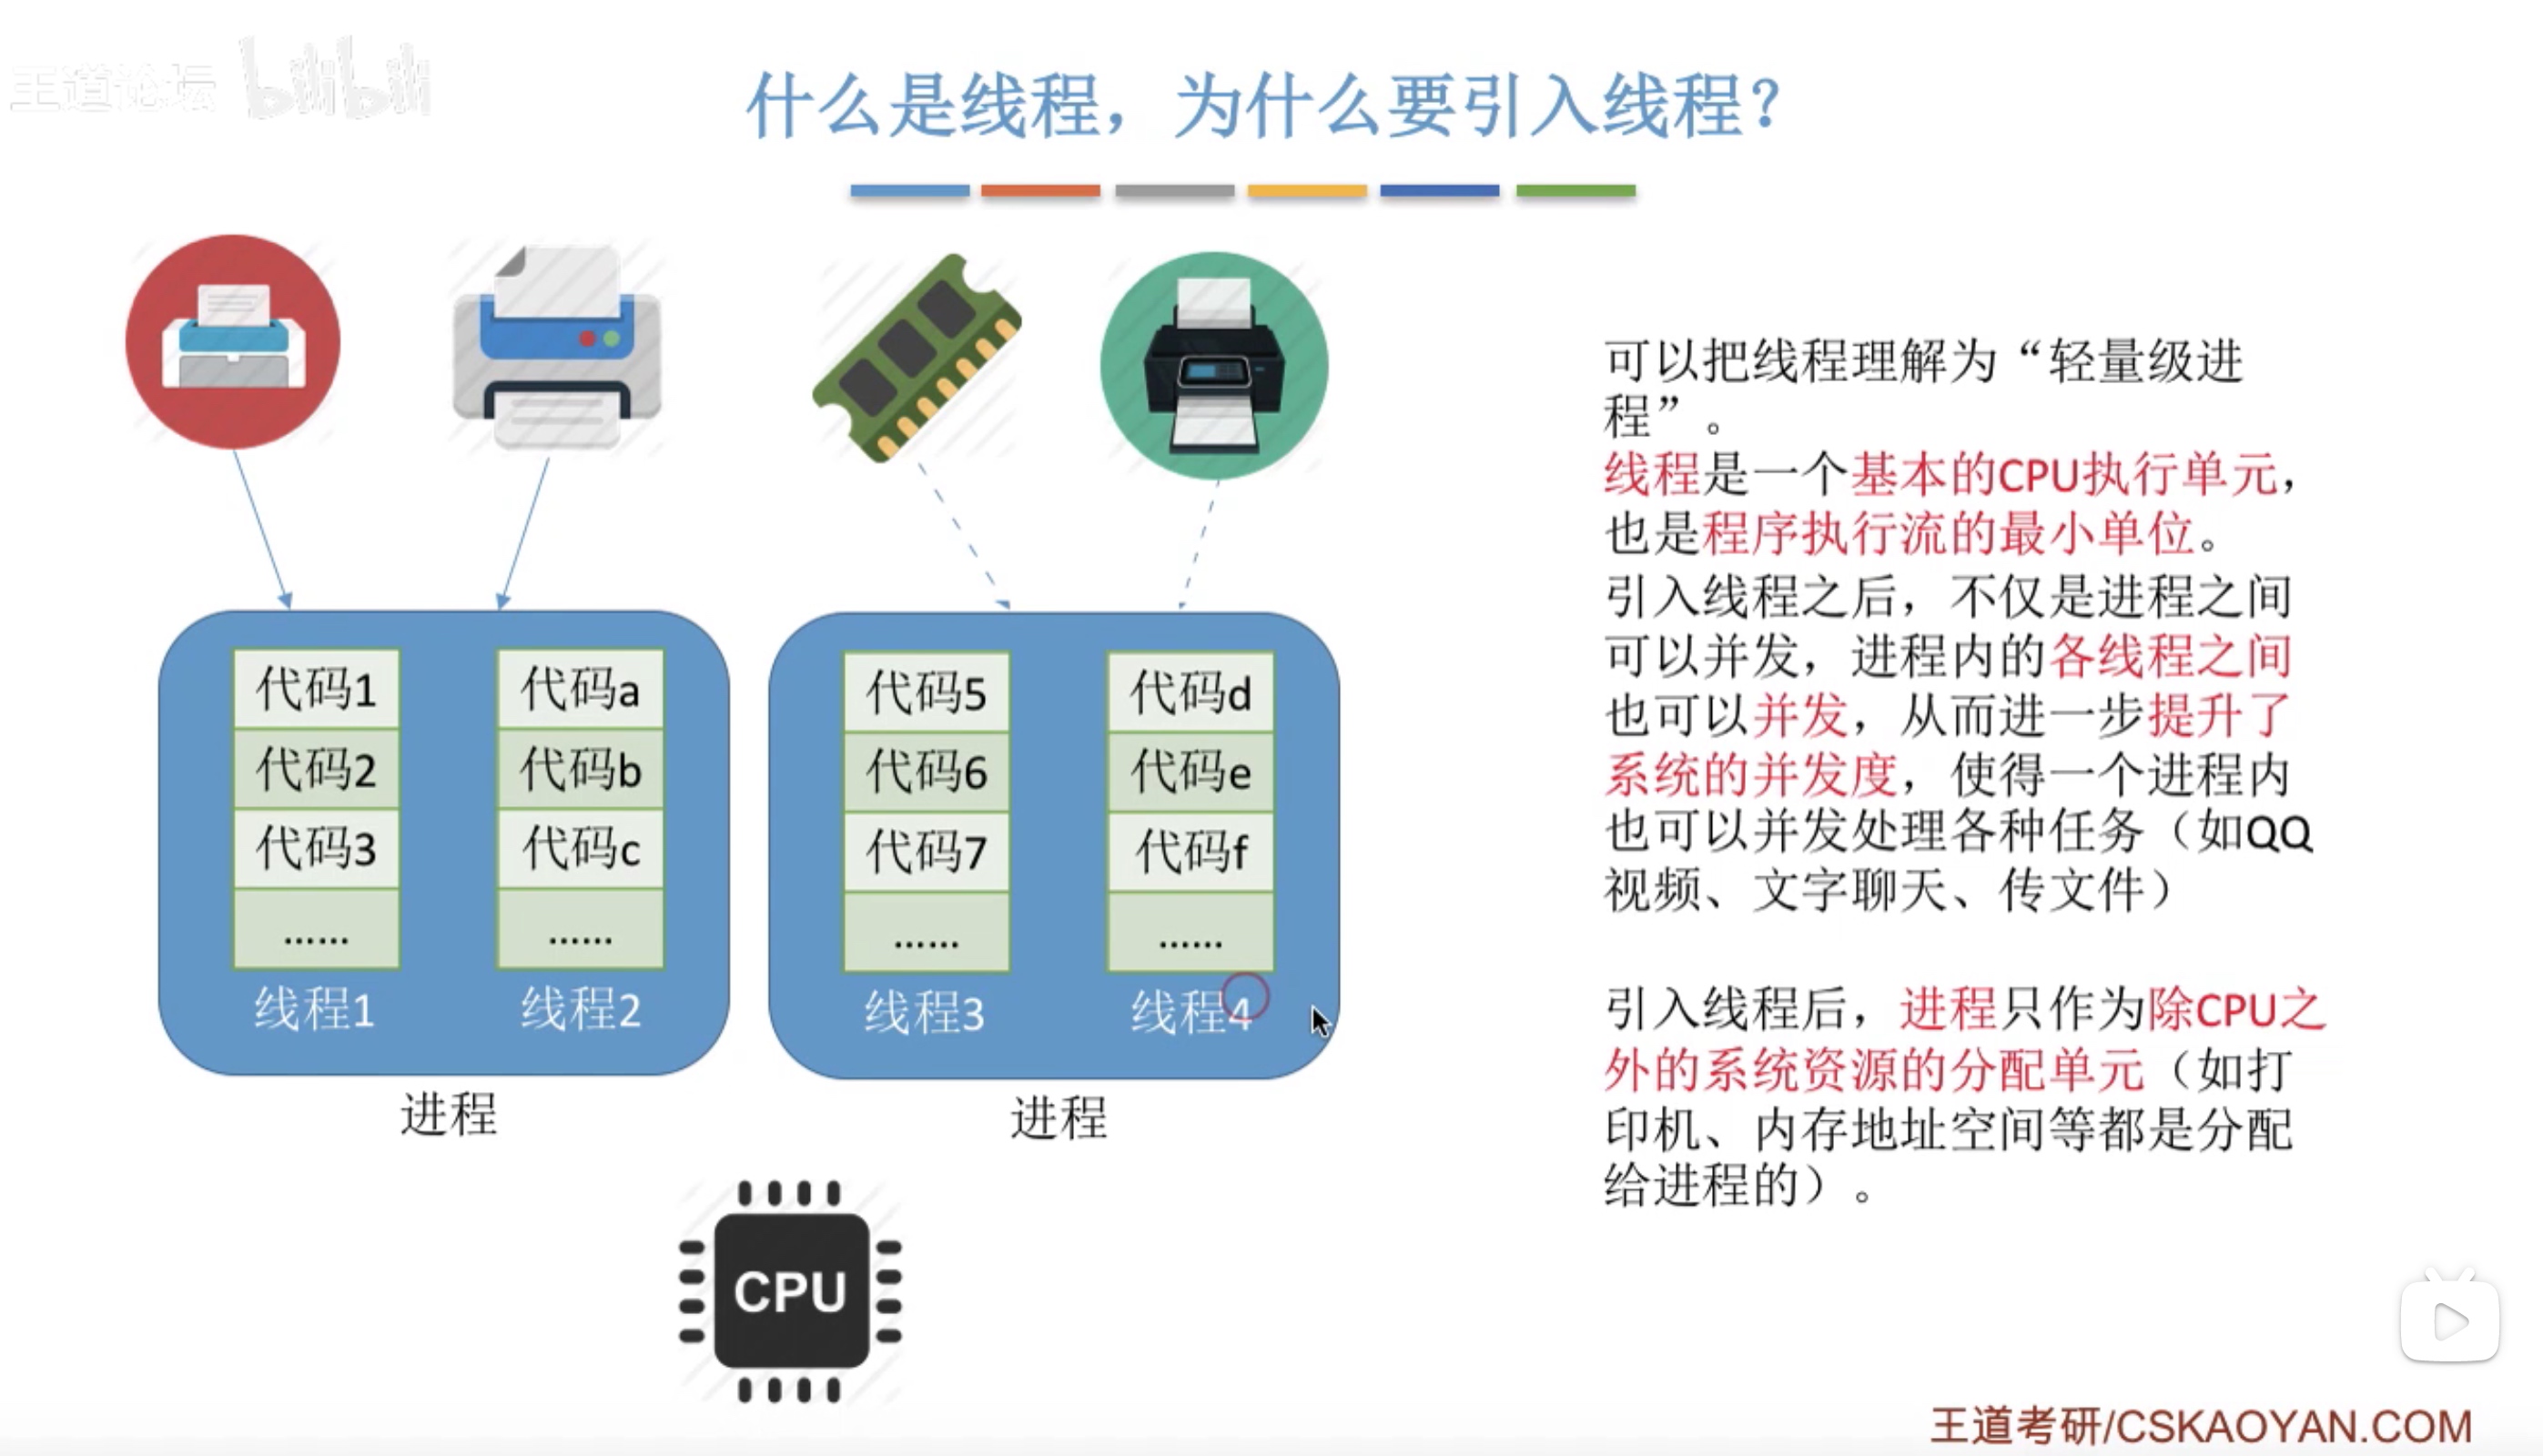 王道论坛 bilibili
什么是线程，为什么要引入线程？
可以把线程理解为“轻量级进
程”。
线程是一个基本的CPU执行单元，
也是程序执行流的最小单位。
引入线程之后，不仅是进程之间
可以并发，进程内的各线程之间
也可以并发，从而进一步提升了
系统的并发度，使得一个进程内
也可以并发处理各种任务（如QQ
视频、文字聊天、传文件）
引入线程后，进程只作为除CPU之
外的系统资源的分配单元（如打
印机、内存地址空间等都是分配
给进程的）。
代码1
代码2
代码3
……
线程1
代码a
代码b
代码c
……
线程2
进程
代码5
代码6
代码7
……
线程3
代码d
代码e
代码f
……
线程4
进程
CPU
王道考研/CSKAOYAN.COM